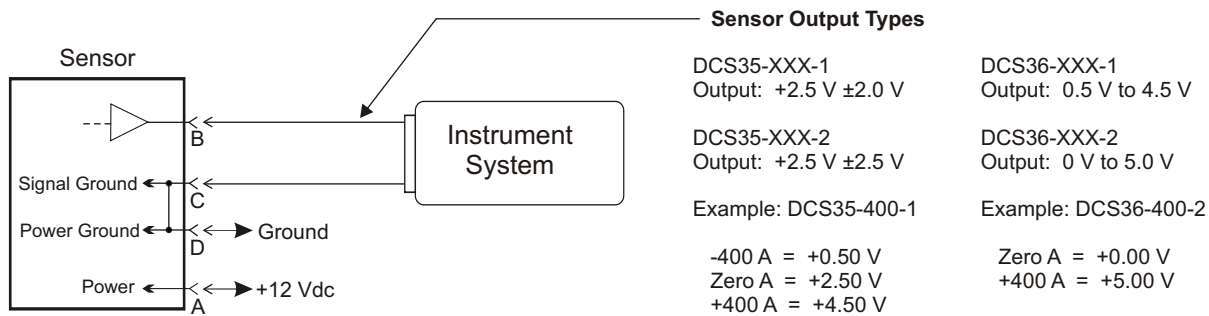 Sensor
B
Signal Ground
C
Power Ground
D
Ground
Power
A
+12 Vdc
Instrument
System
Sensor Output Types
DCS35-XXX-1
Output: +2.5 V ±2.0 V
DCS35-XXX-2
Output: +2.5 V ±2.5 V
Example: DCS35-400-1
-400 A = +0.50 V
Zero A = +2.50 V
+400 A = +4.50 V
DCS36-XXX-1
Output: 0.5 V to 4.5 V
DCS36-XXX-2
Output: 0 V to 5.0 V
Example: DCS36-400-2
Zero A = +0.00 V
+400 A = +5.00 V